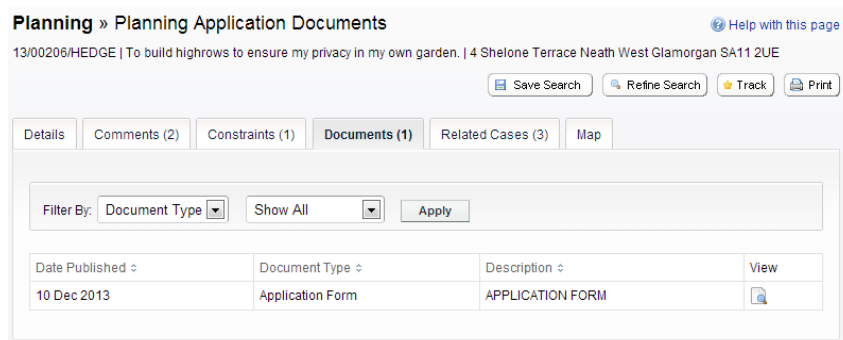 Planning » Planning Application Documents
Help with this page
13/00206/HEDGE | To build highrows to ensure my privacy in my own garden. | 4 Shelone Terrace Neath West Glamorgan SA11 2UE
Save Search Refine Search Track Print
Details Comments (2) Constraints (1) Documents (1) Related Cases (3) Map
Filter By: Document Type Show All Apply
Date Published Document Type Description View
10 Dec 2013 Application Form APPLICATION FORM